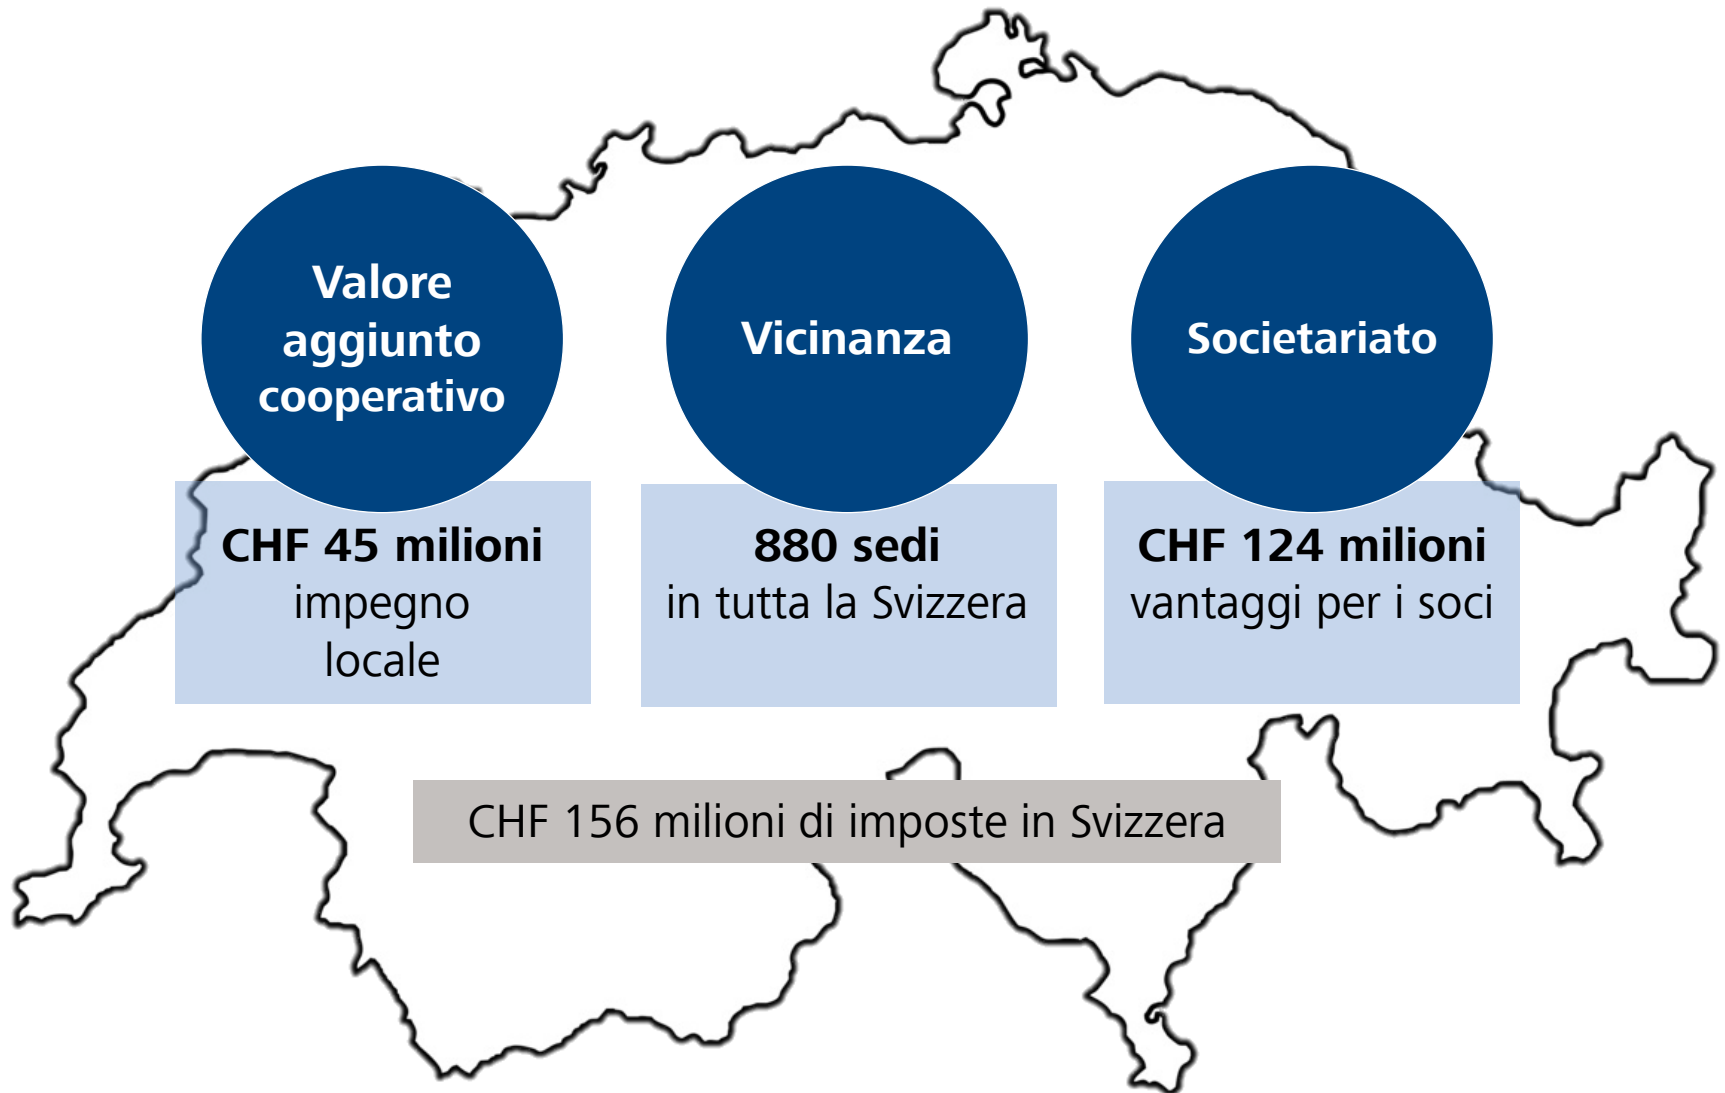 Valore
aggiunto
cooperativo
Vicinanza
Societariato
CHF 45 milioni
impegno
locale
880 sedi
in tutta la Svizzera
CHF 124 milioni
vantaggi per i soci
CHF 156 milioni di imposte in Svizzera